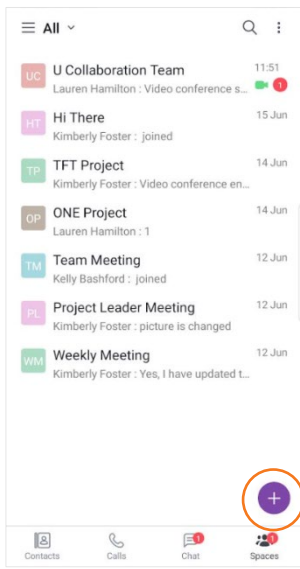 All
UC
U Collaboration Team
11:51
Lauren Hamilton : Video conference s...
1
HT
Hi There
15 Jun
Kimberly Foster : joined
TP
TFT Project
14 Jun
Kimberly Foster : Video conference en...
OP
ONE Project
14 Jun
Lauren Hamilton : 1
TM
Team Meeting
12 Jun
Kelly Bashford : joined
PL
Project Leader Meeting
12 Jun
Kimberly Foster : picture is changed
WM
Weekly Meeting
12 Jun
Kimberly Foster : Yes, I have updated t...
1
1
Contacts
Calls
Chat
Spaces